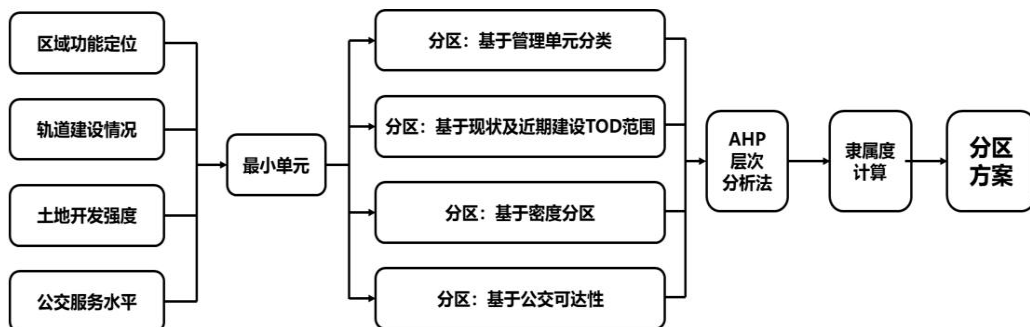 区域功能定位
轨道建设情况
土地开发强度
公交服务水平
最小单元
分区：基于管理单元分类
分区：基于现状及近期建设TOD范围
分区：基于密度分区
分区：基于公交可达性
AHP
层次
分析法
隶属度
计算
分区
方案